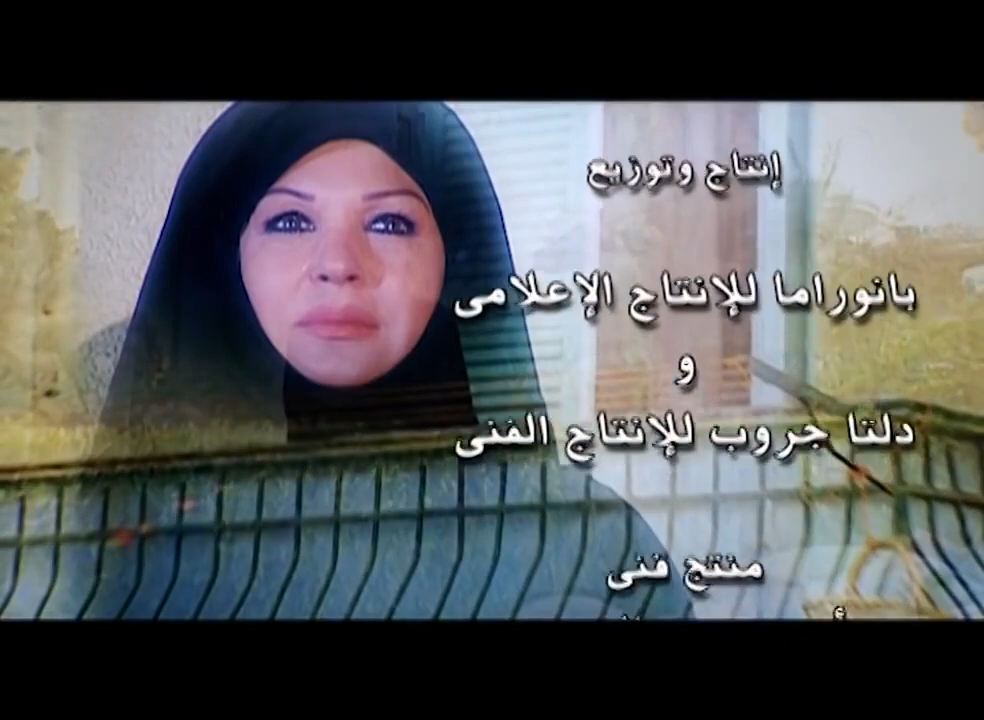 إنتاج وتوزيع
بانوراما للإنتاج الإعلامى
و
دلتا جروب للإنتاج الفنى
منتج فنى